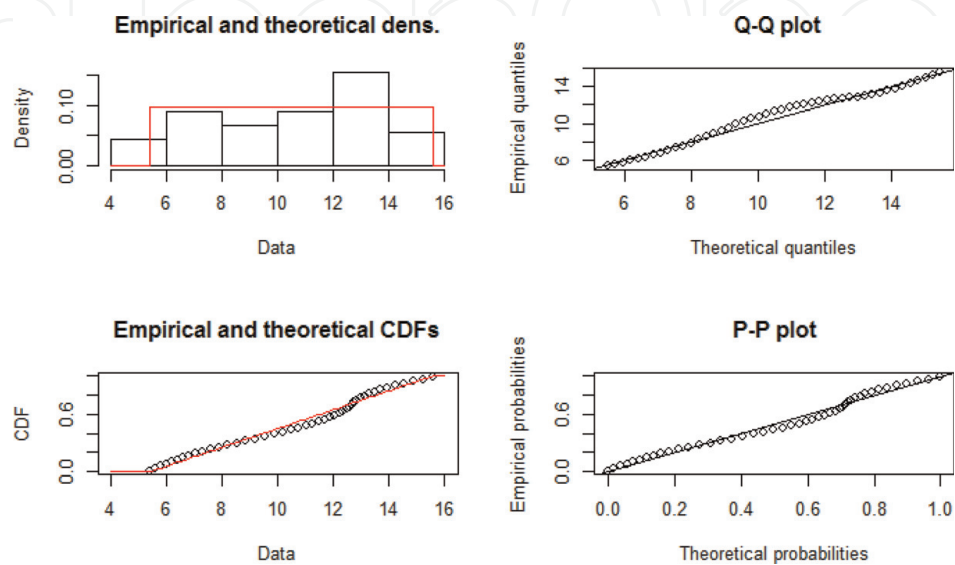 Empirical and theoretical dens.
Density
0.00
0.10
4 6 8 10 12 14 16
Data
Q-Q plot
Empirical quantiles
6
10
14
6 8 10 12 14
Theoretical quantiles
Empirical and theoretical CDFs
CDF
0.0
0.6
4 6 8 10 12 14 16
Data
P-P plot
Empirical probabilities
0.0
0.6
0.0 0.2 0.4 0.6 0.8 1.0
Theoretical probabilities